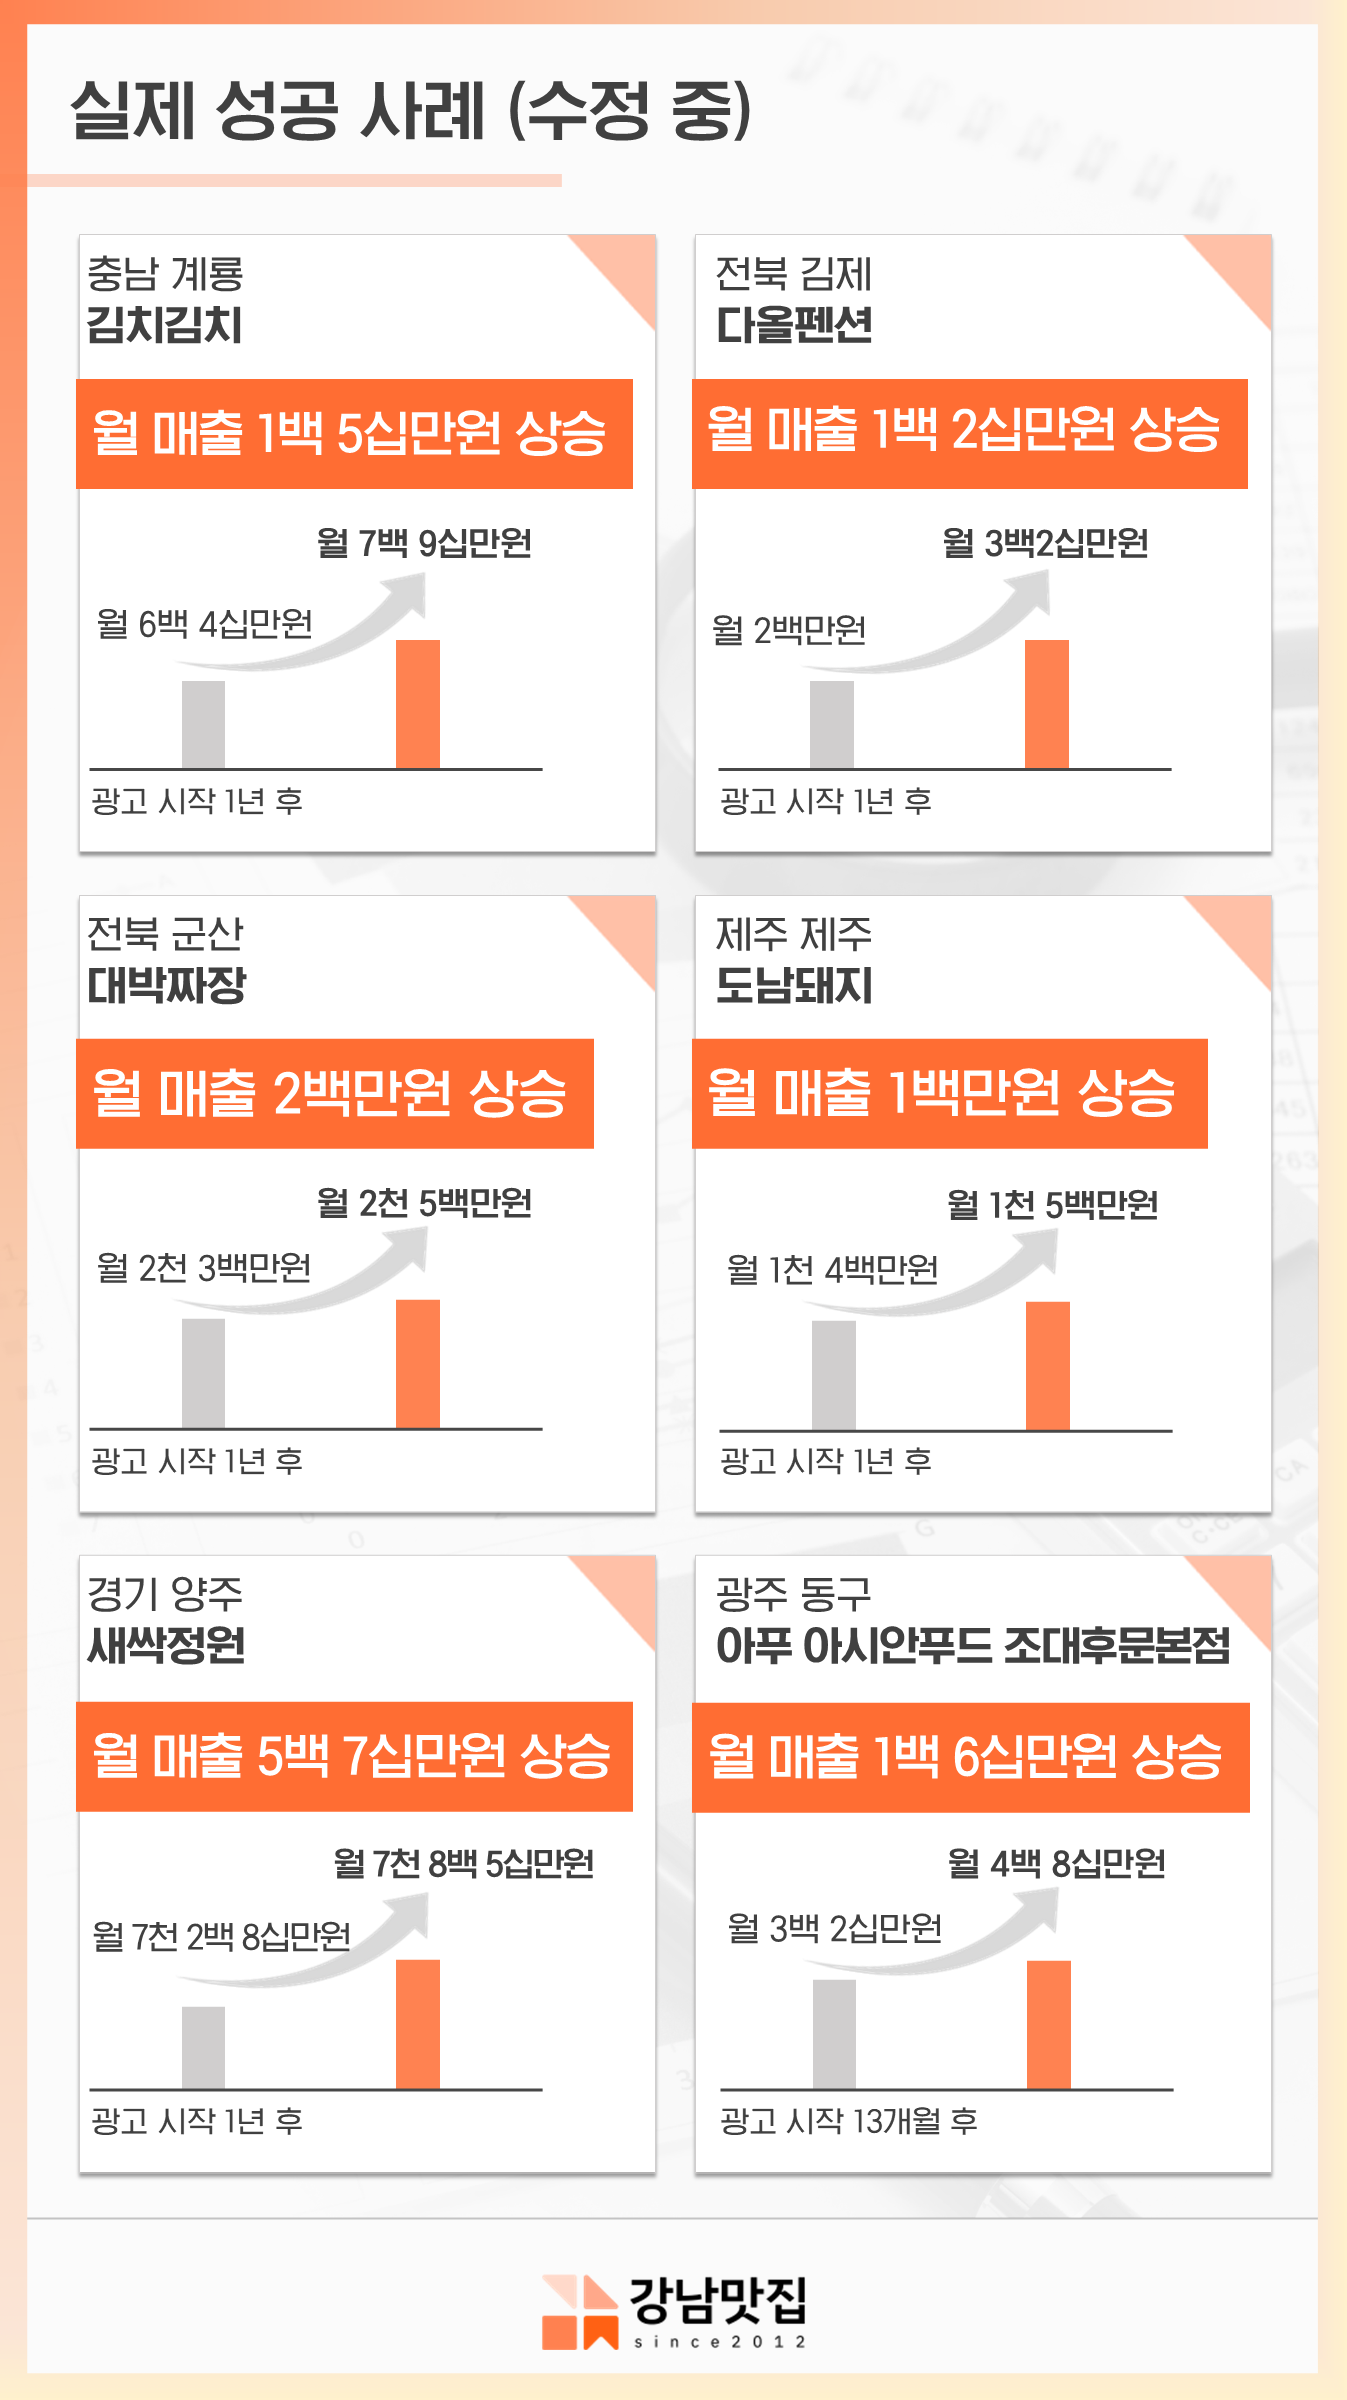 실제 성공 사례 (수정 중)
충남 계룡
김치김치
월 매출 1백 5십만원 상승
월 7백 9십만원
월 6백 4십만원
광고 시작 1년 후
전북 김제
다올펜션
월 매출 1백 2십만원 상승
월 3백2십만원
월 2백만원
광고 시작 1년 후
전북 군산
대박짜장
월 매출 2백만원 상승
월 2천 5백만원
월 2천 3백만원
광고 시작 1년 후
제주 제주
도남돼지
월 매출 1백만원 상승
월 1천 5백만원
월 1천 4백만원
광고 시작 1년 후
경기 양주
새싹정원
월 매출 5백 7십만원 상승
월 7천 8백 5십만원
월 7천 2백 8십만원
광고 시작 1년 후
광주 동구
아푸 아시안푸드 조대후문본점
월 매출 1백 6십만원 상승
월 4백 8십만원
월 3백 2십만원
광고 시작 13개월 후
강남맛집
since2012